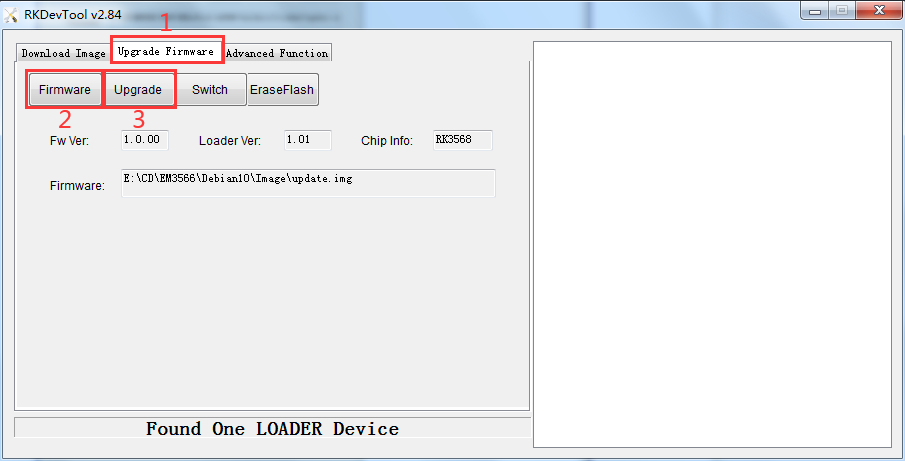 RKDevTool v2.84
1
Download Image Upgrade Firmware Advanced Function
Firmware Upgrade Switch EraseFlash
2 3
Fw Ver: 1.0.00 Loader Ver: 1.01 Chip Info: RK3568
Firmware: E:\CD\EM3566\Debian10\Image\update.img
Found One LOADER Device